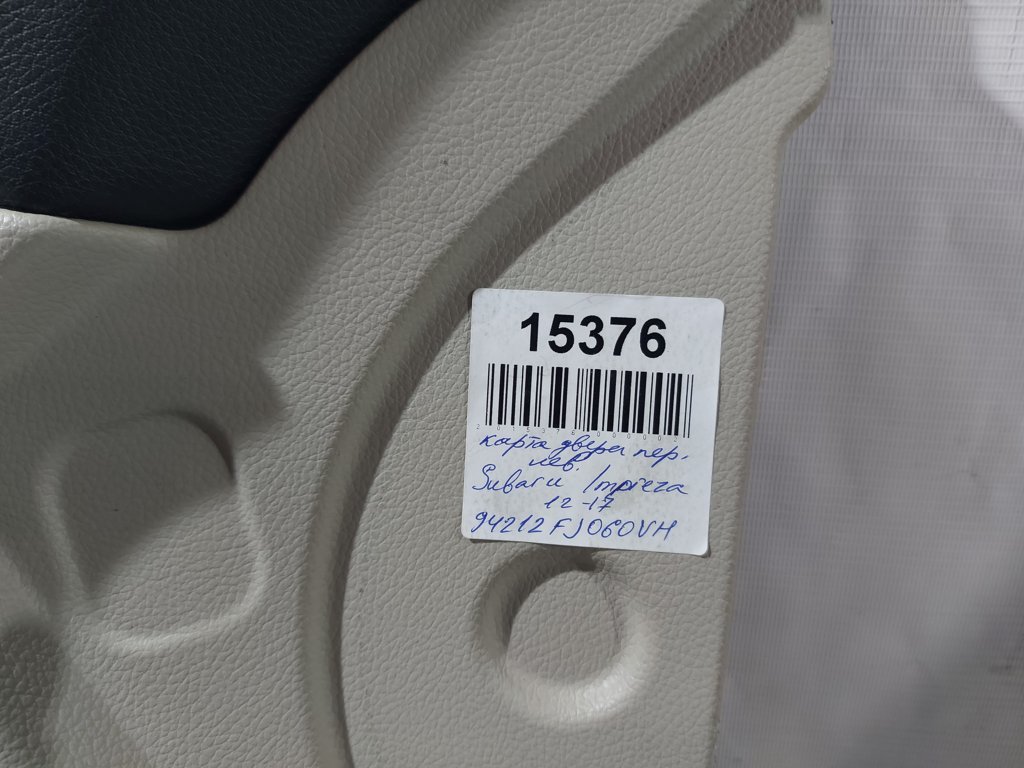 15376
карта двери пер.
лев.
Subaru Impreza
12-17
94212FJ060VH